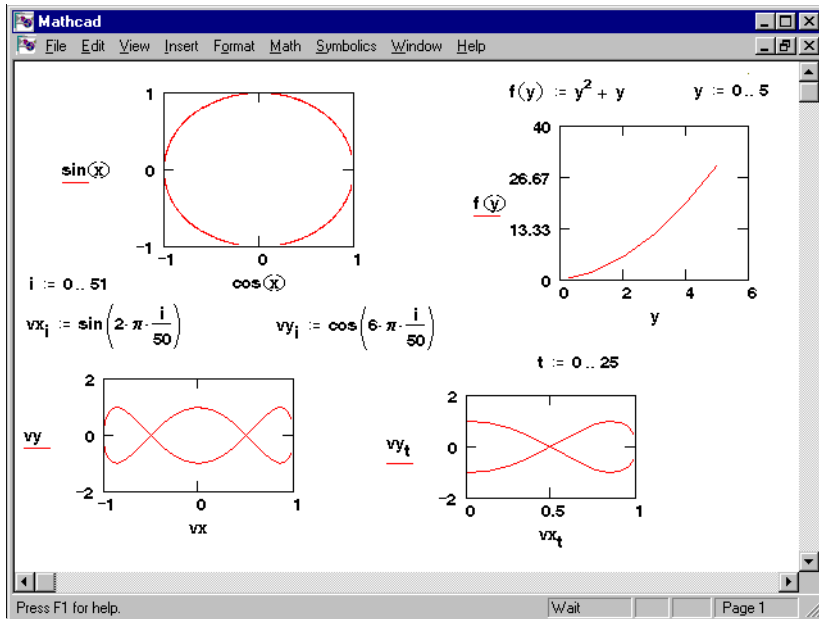 Mathcad
File Edit View Insert Format Math Symbolics Window Help
1
sin(x) 0
−1
−1 0 1
cos(x)
f(y) := y² + y y := 0 .. 5
40
26.67
f(y)
13.33
0
0 2 4 6
y
i := 0 .. 51
vxᵢ := sin(2·π·i/50) vyᵢ := cos(6·π·i/50)
t := 0 .. 25
2
vy 0
−2
−1 0 1
vx
2
vyₜ 0
−2
0 0.5 1
vxₜ
Press F1 for help. Wait Page 1